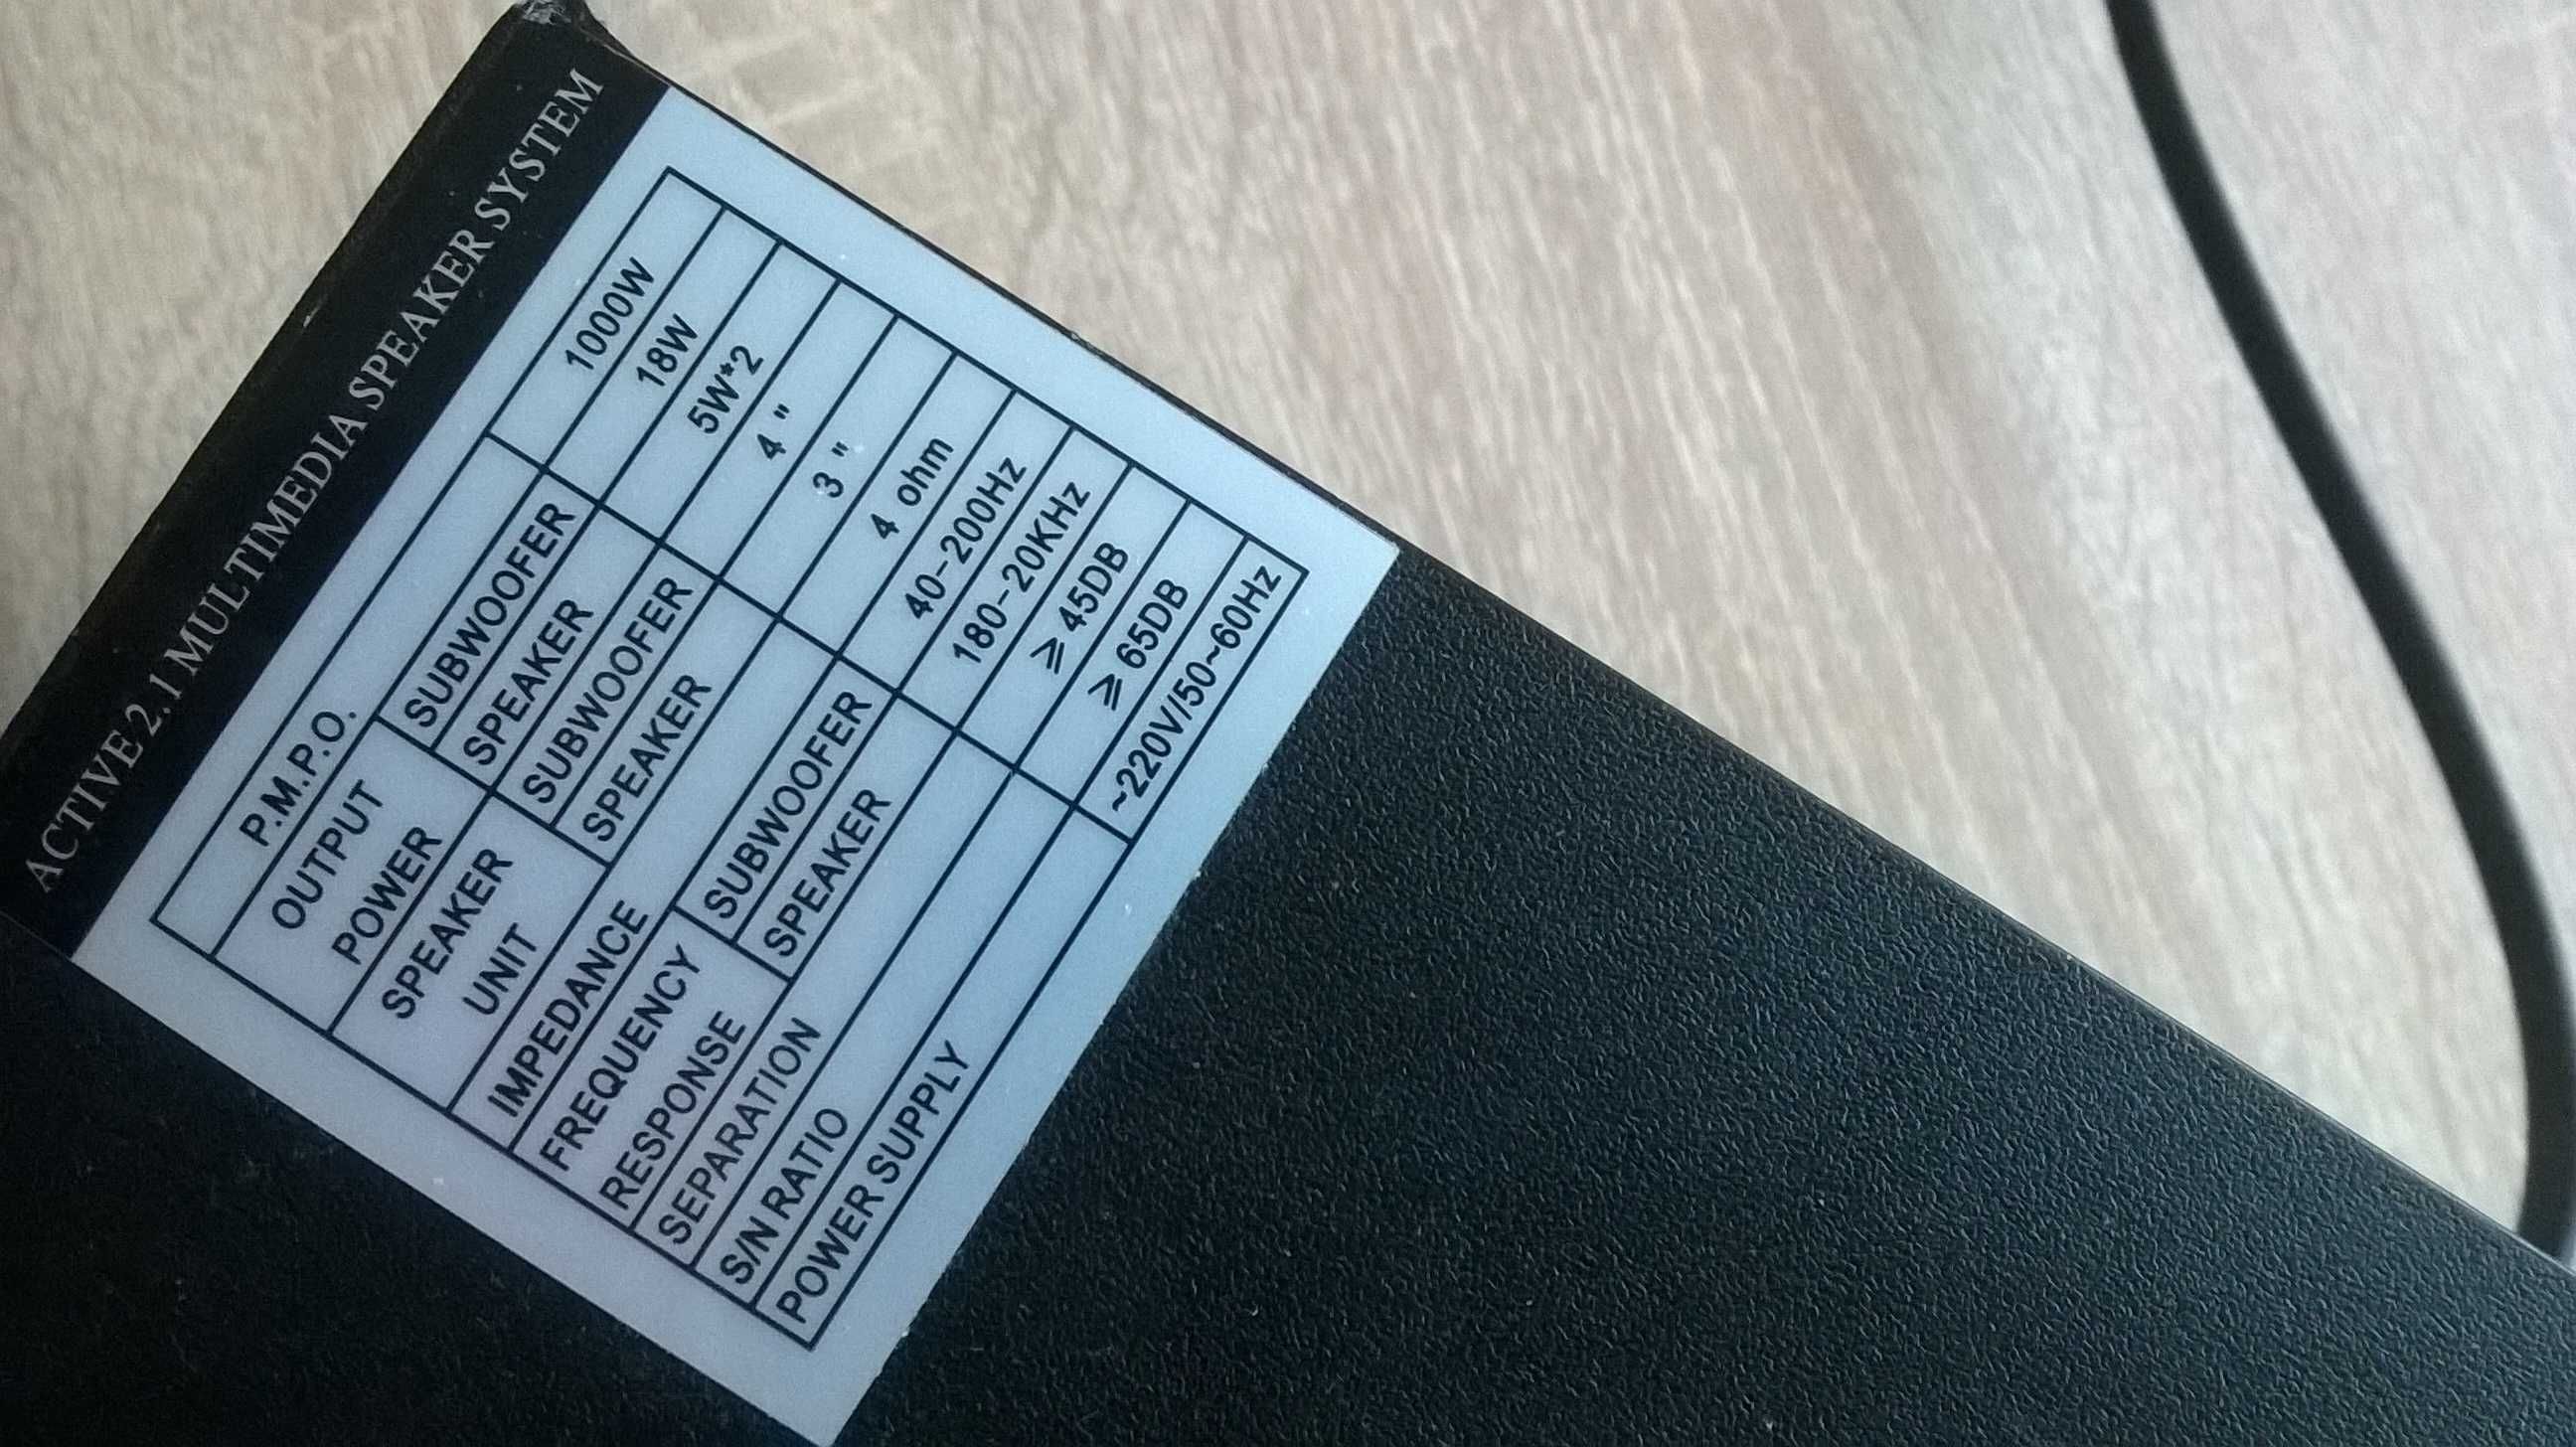 ACTIVE 2.1 MULTIMEDIA SPEAKER SYSTEM
P.M.P.O. 1000W
OUTPUT POWER SUBWOOFER 18W
SPEAKER 5W*2
SPEAKER UNIT SUBWOOFER 4"
SPEAKER 3"
IMPEDANCE 4 ohm
FREQUENCY RESPONSE SUBWOOFER 40-200Hz
SPEAKER 180-20KHz
SEPARATION ≥45DB
S/N RATIO ≥65DB
POWER SUPPLY ~220V/50~60Hz